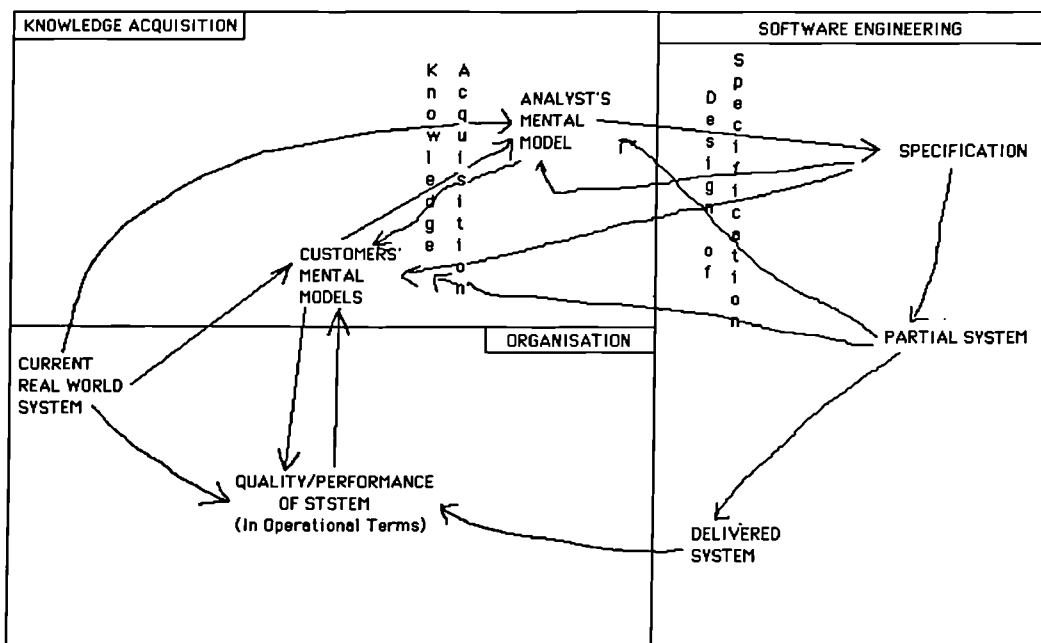 KNOWLEDGE ACQUISITION
SOFTWARE ENGINEERING
Knowledge
Acquisition
ANALYST'S
MENTAL
MODEL
Design of
Specification
SPECIFICATION
CUSTOMERS'
MENTAL
MODELS
ORGANISATION
PARTIAL SYSTEM
CURRENT
REAL WORLD
SYSTEM
QUALITY/PERFORMANCE
OF STSTEM
(In Operational Terms)
DELIVERED
SYSTEM